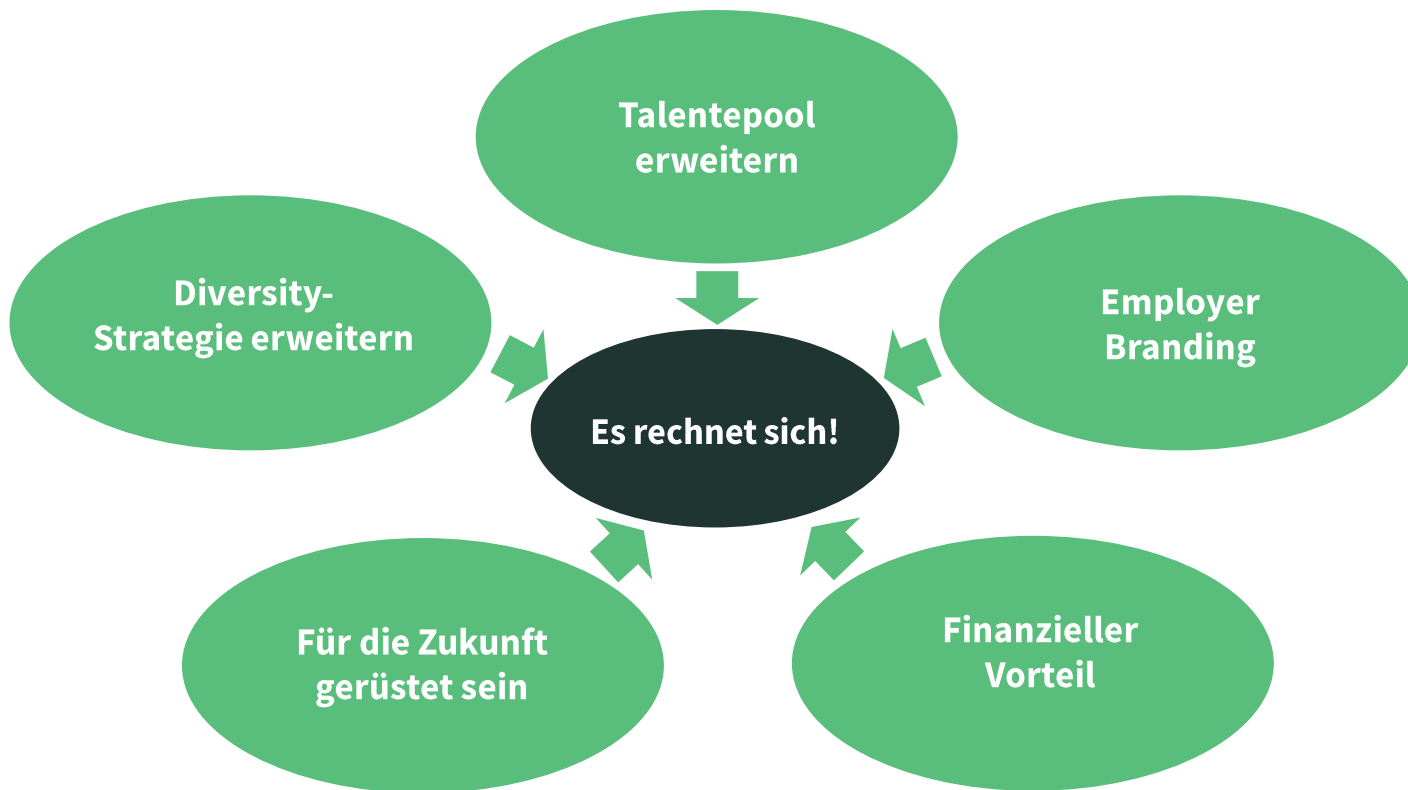 Talentepool
erweitern
Diversity-
Strategie erweitern
Employer
Branding
Es rechnet sich!
Für die Zukunft
gerüstet sein
Finanzieller
Vorteil